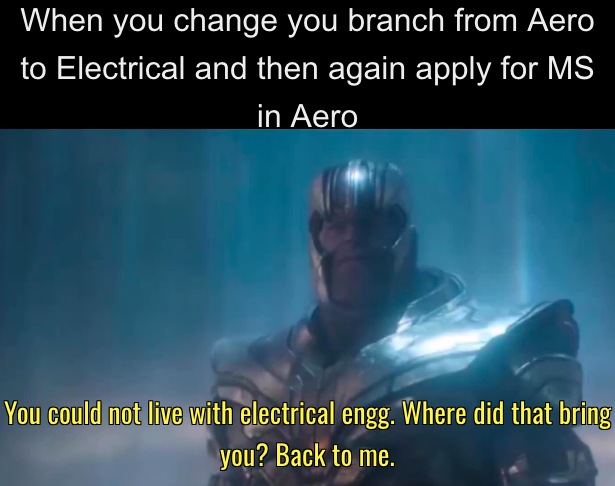 When you change you branch from Aero
to Electrical and then again apply for MS
in Aero
You could not live with electrical engg. Where did that bring
you? Back to me.